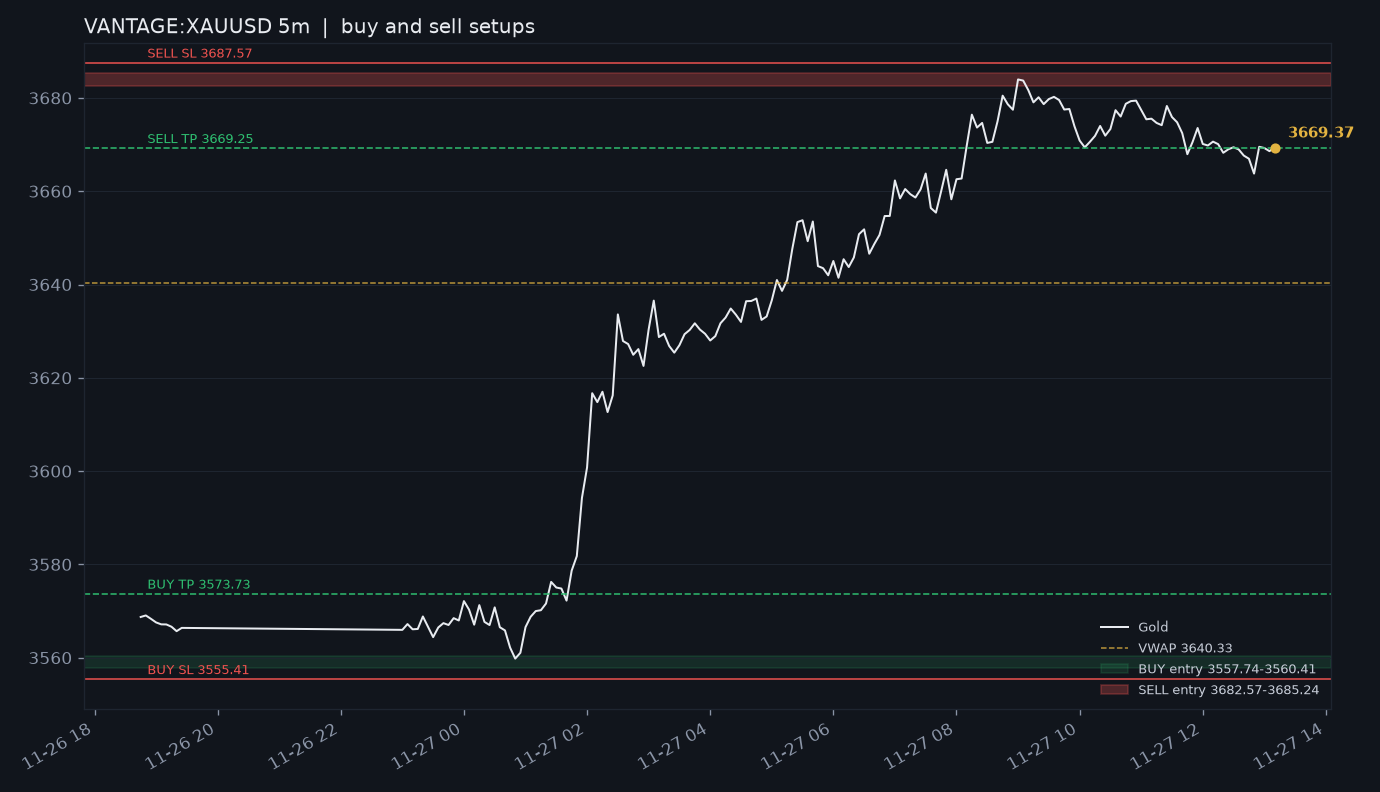 VANTAGE:XAUUSD 5m | buy and sell setups
SELL SL 3687.57
3680
SELL TP 3669.25
3669.37
3660
3640
3620
3600
3580
BUY TP 3573.73
3560
BUY SL 3555.41
Gold
VWAP 3640.33
BUY entry 3557.74-3560.41
SELL entry 3682.57-3685.24
11-26 18
11-26 20
11-26 22
11-27 00
11-27 02
11-27 04
11-27 06
11-27 08
11-27 10
11-27 12
11-27 14